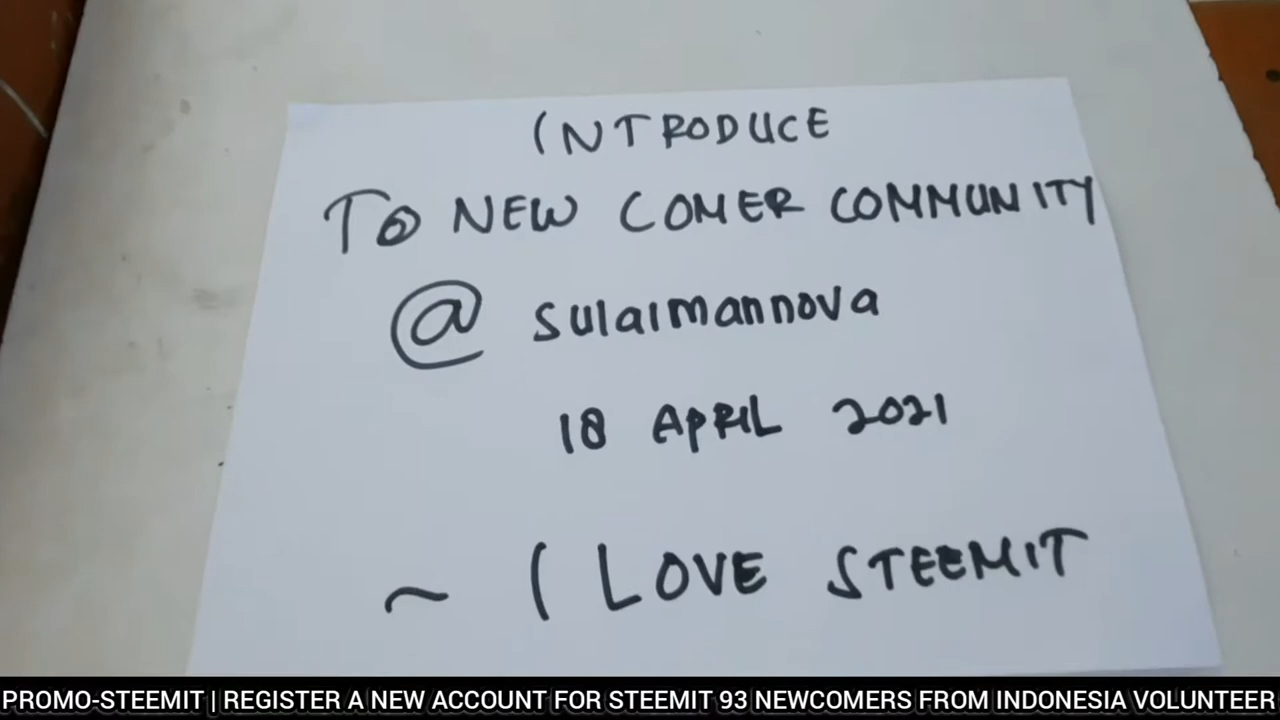 INTRODUCE
TO NEW COMER COMMUNITY
@ sulaimannova
18 APRIL 2021
~ I LOVE STEEMIT
PROMO-STEEMIT | REGISTER A NEW ACCOUNT FOR STEEMIT 93 NEWCOMERS FROM INDONESIA VOLUNTEER